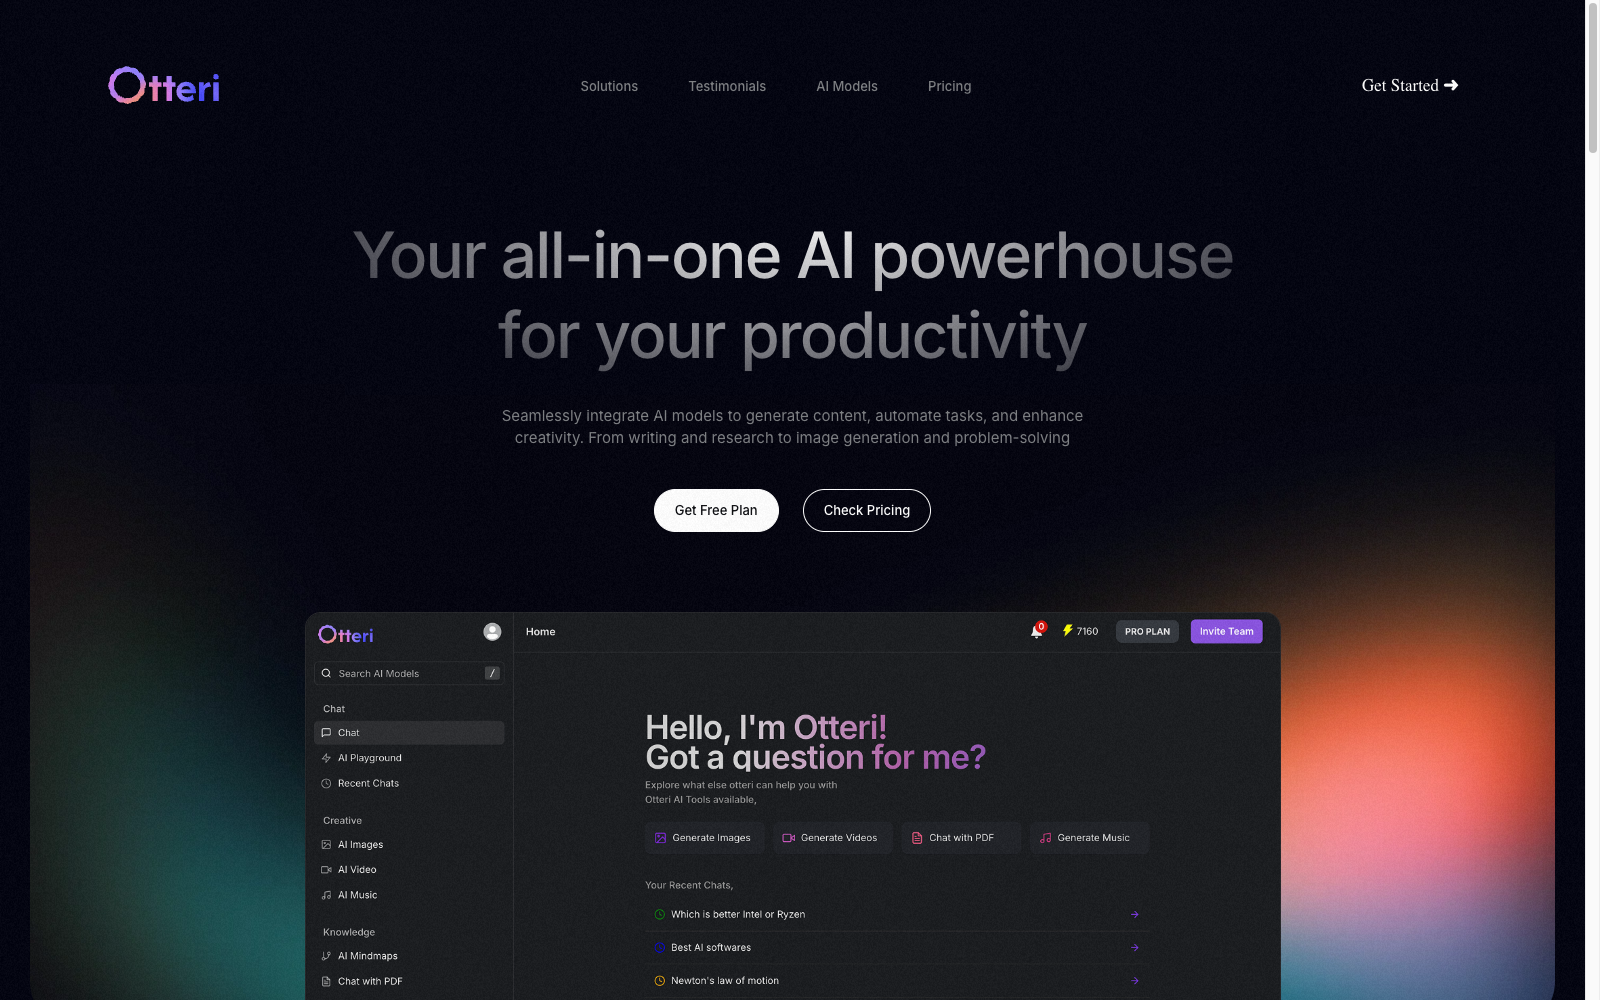 Otteri
Solutions
Testimonials
AI Models
Pricing
Get Started ➜
Your all-in-one AI powerhouse
for your productivity
Seamlessly integrate AI models to generate content, automate tasks, and enhance
creativity. From writing and research to image generation and problem-solving
Get Free Plan
Check Pricing
Otteri
Search AI Models
/
Chat
Chat
AI Playground
Recent Chats
Creative
AI Images
AI Video
AI Music
Knowledge
AI Mindmaps
Chat with PDF
Home
0
7160
PRO PLAN
Invite Team
Hello, I'm Otteri!
Got a question for me?
Explore what else otteri can help you with
Otteri AI Tools available,
Generate Images
Generate Videos
Chat with PDF
Generate Music
Your Recent Chats,
Which is better Intel or Ryzen
Best AI softwares
Newton's law of motion